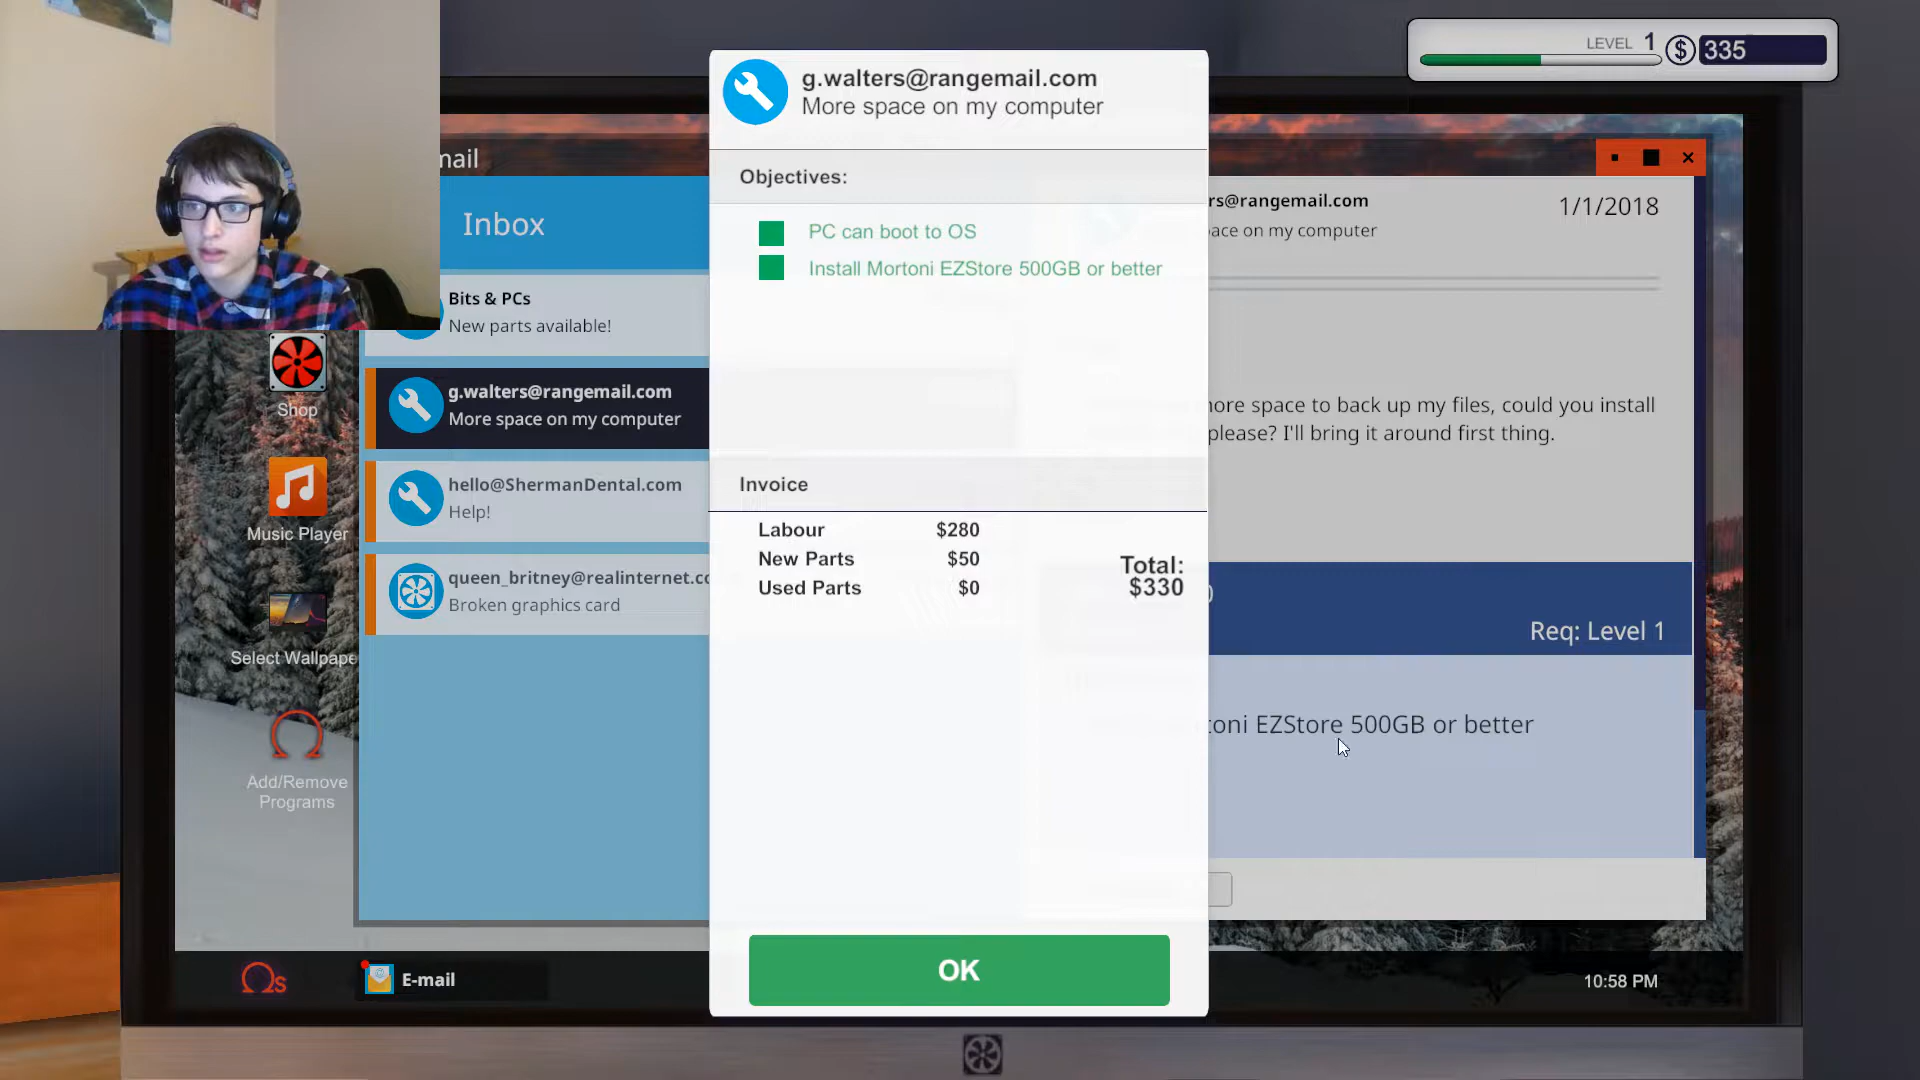 LEVEL 1 $ 335
g.walters@rangemail.com
More space on my computer
Objectives:
PC can boot to OS
Install Mortoni EZStore 500GB or better
Invoice
Labour $280
New Parts $50
Used Parts $0
Total:
$330
OK
mail
Inbox
Bits & PCs
New parts available!
g.walters@rangemail.com
More space on my computer
hello@ShermanDental.com
Help!
queen_britney@realinternet.co
Broken graphics card
rs@rangemail.com
1/1/2018
ace on my computer
more space to back up my files, could you install
please? I'll bring it around first thing.
Req: Level 1
toni EZStore 500GB or better
Shop
Music Player
Select Wallpape
Add/Remove
Programs
Ωs
E-mail
10:58 PM